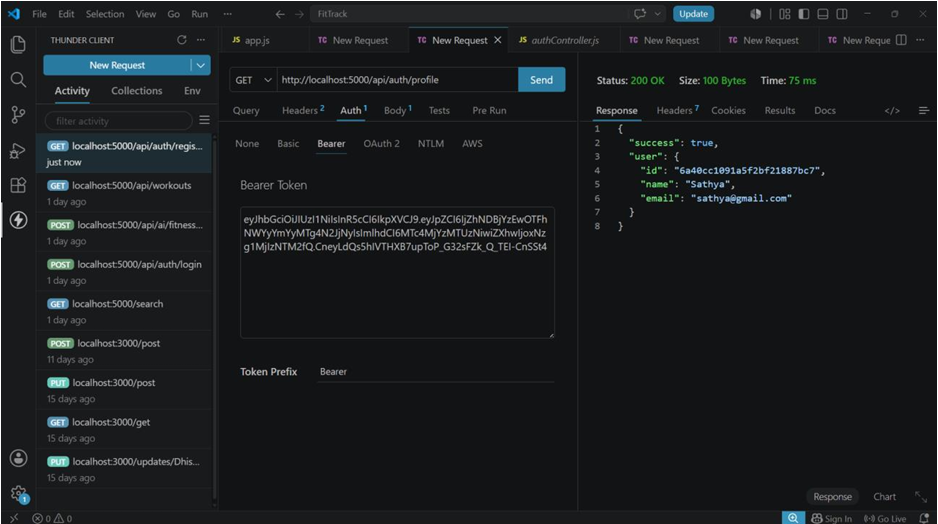 File Edit Selection View Go Run ··· FitTrack Update
THUNDER CLIENT
New Request
Activity Collections Env
filter activity
GET localhost:5000/api/auth/regis...
just now
GET localhost:5000/api/workouts
1 day ago
POST localhost:5000/api/ai/fitness...
1 day ago
POST localhost:5000/api/auth/login
1 day ago
GET localhost:5000/search
1 day ago
POST localhost:3000/post
11 days ago
PUT localhost:3000/post
15 days ago
GET localhost:3000/get
15 days ago
PUT localhost:3000/updates/Dhis...
15 days ago
JS app.js TC New Request TC New Request JS authController.js TC New Request TC New Request TC New Reque
GET http://localhost:5000/api/auth/profile Send
Query Headers 2 Auth 1 Body 1 Tests Pre Run
None Basic Bearer OAuth 2 NTLM AWS
Bearer Token
Token Prefix Bearer
Status: 200 OK Size: 100 Bytes Time: 75 ms
Response Headers 7 Cookies Results Docs </>
1 {
2 "success": true,
3 "user": {
4 "id": "6a40cc1091a5f2bf21887bc7",
5 "name": "Sathya",
6 "email": "sathya@gmail.com"
7 }
8 }
Response Chart
1
0 0 Sign In Go Live